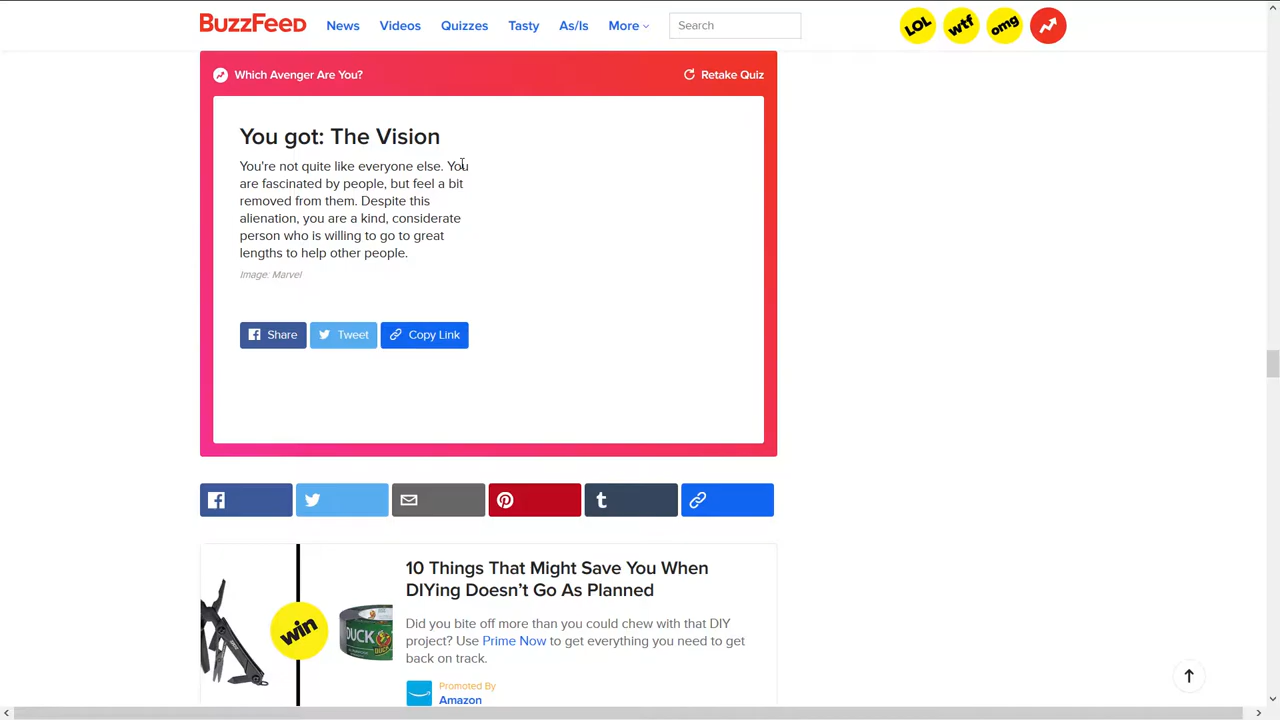 BuzzFeed News Videos Quizzes Tasty As/Is More Search LOL wtf omg
Which Avenger Are You? Retake Quiz
You got: The Vision
You're not quite like everyone else. You
are fascinated by people, but feel a bit
removed from them. Despite this
alienation, you are a kind, considerate
person who is willing to go to great
lengths to help other people.
Image: Marvel
Share Tweet Copy Link
10 Things That Might Save You When
DIYing Doesn’t Go As Planned
Did you bite off more than you could chew with that DIY
project? Use Prime Now to get everything you need to get
back on track.
win
DUCK
Promoted By
Amazon